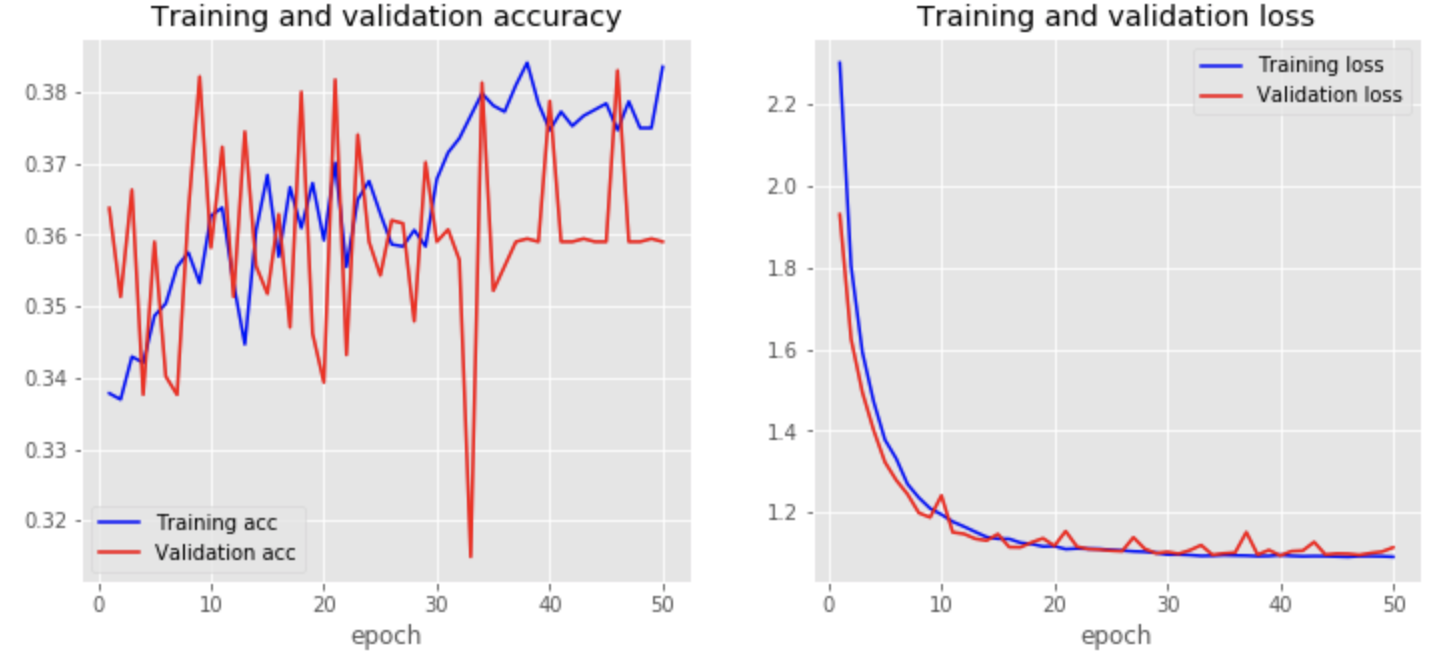 Training and validation accuracy
0.38
0.37
0.36
0.35
0.34
0.33
0.32
Training acc
Validation acc
0 10 20 30 40 50
epoch
Training and validation loss
Training loss
Validation loss
2.2
2.0
1.8
1.6
1.4
1.2
0 10 20 30 40 50
epoch